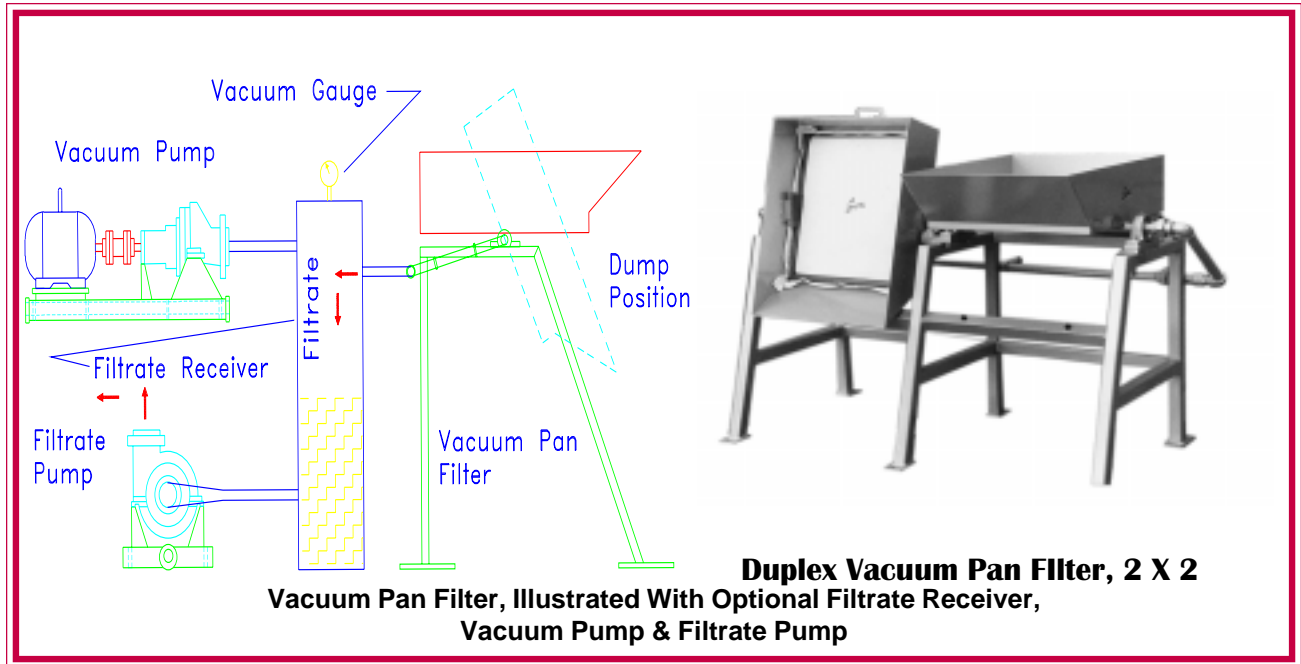 Vacuum Gauge
Vacuum Pump
Filtrate
Dump
Position
Filtrate Receiver
Filtrate
Pump
Vacuum Pan
Filter
Duplex Vacuum Pan FIlter, 2 X 2
Vacuum Pan Filter, Illustrated With Optional Filtrate Receiver,
Vacuum Pump & Filtrate Pump